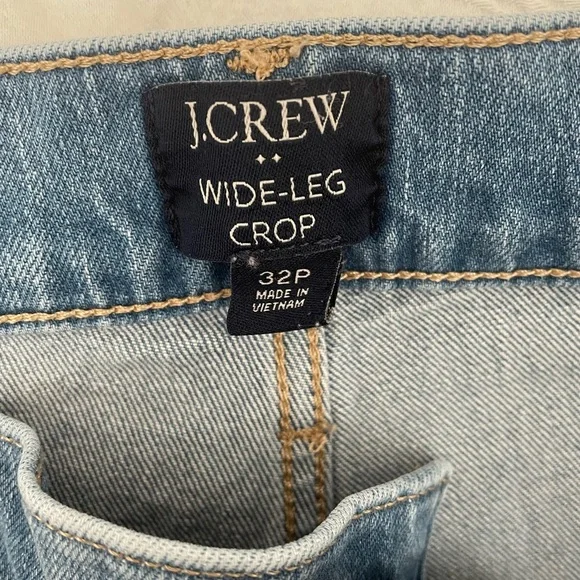 J.CREW
WIDE-LEG
CROP
32P
MADE IN
VIETNAM